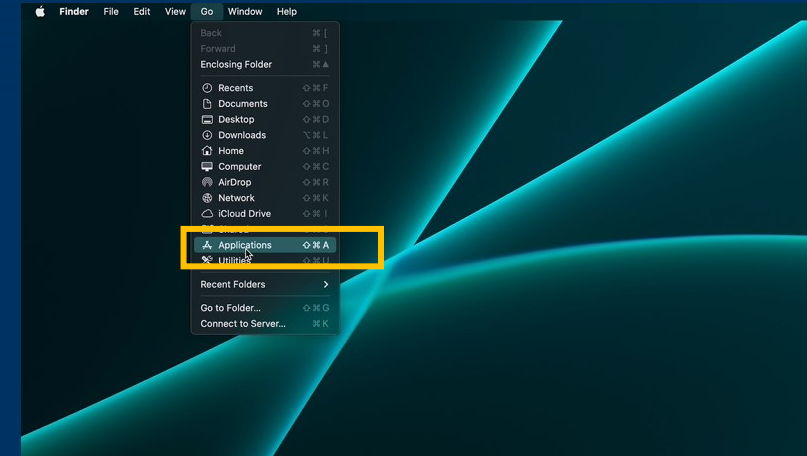 Finder File Edit View Go Window Help
Back ⌘ [
Forward ⌘ ]
Enclosing Folder ⌘ ▲
Recents ⇧ ⌘ F
Documents ⇧ ⌘ O
Desktop ⇧ ⌘ D
Downloads ⌥ ⌘ L
Home ⇧ ⌘ H
Computer ⇧ ⌘ C
AirDrop ⇧ ⌘ R
Network ⇧ ⌘ K
iCloud Drive ⇧ ⌘ I
Applications ⇧ ⌘ A
Utilities ⇧ ⌘ U
Recent Folders >
Go to Folder... ⇧ ⌘ G
Connect to Server... ⌘ K